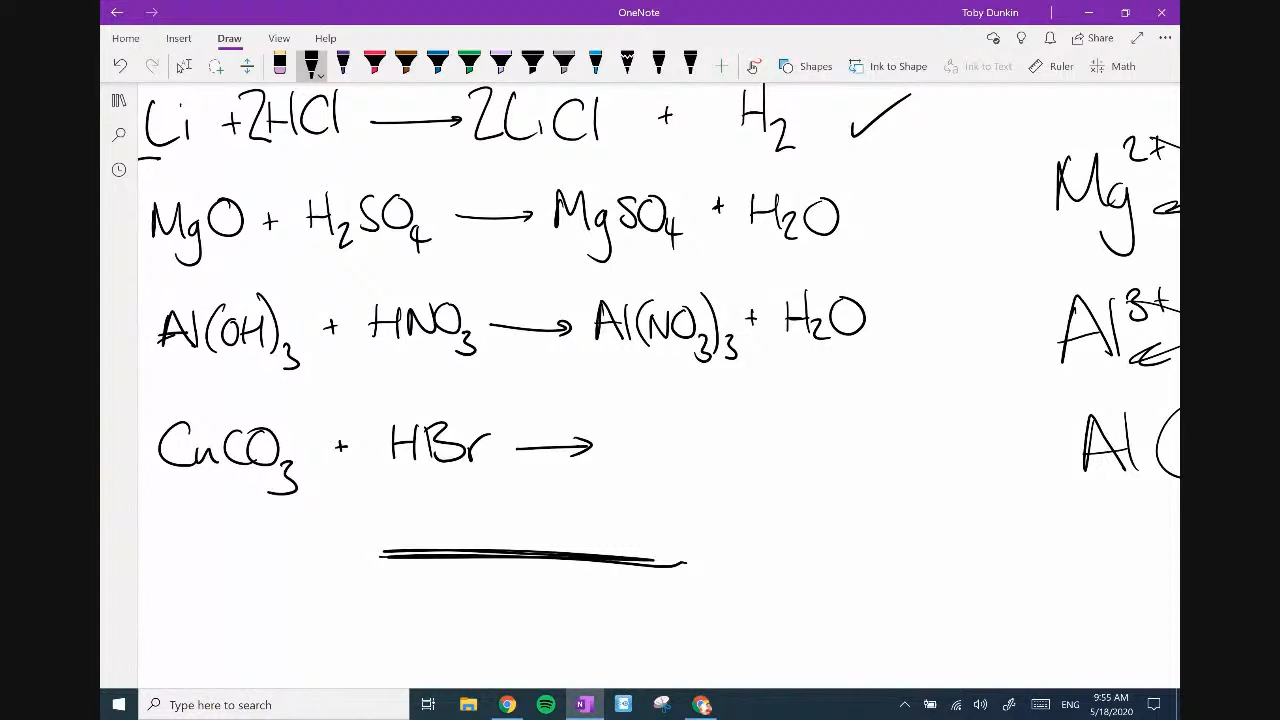 OneNote
Toby Dunkin
Home Insert Draw View Help
Share
Shapes Ink to Shape Ink to Text Ruler Math
Li + 2HCl → 2LiCl + H₂ ✓
Mg²⁺
MgO + H₂SO₄ → MgSO₄ + H₂O
Al³⁺
Al(OH)₃ + HNO₃ → Al(NO₃)₃ + H₂O
CuCO₃ + HBr → Al (
Type here to search
ENG
9:55 AM
5/18/2020